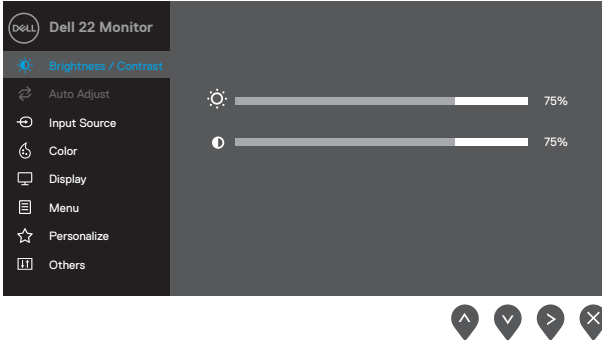 DELL
Dell 22 Monitor
Brightness / Contrast
Auto Adjust
75%
Input Source
Color
75%
Display
Menu
Personalize
Others